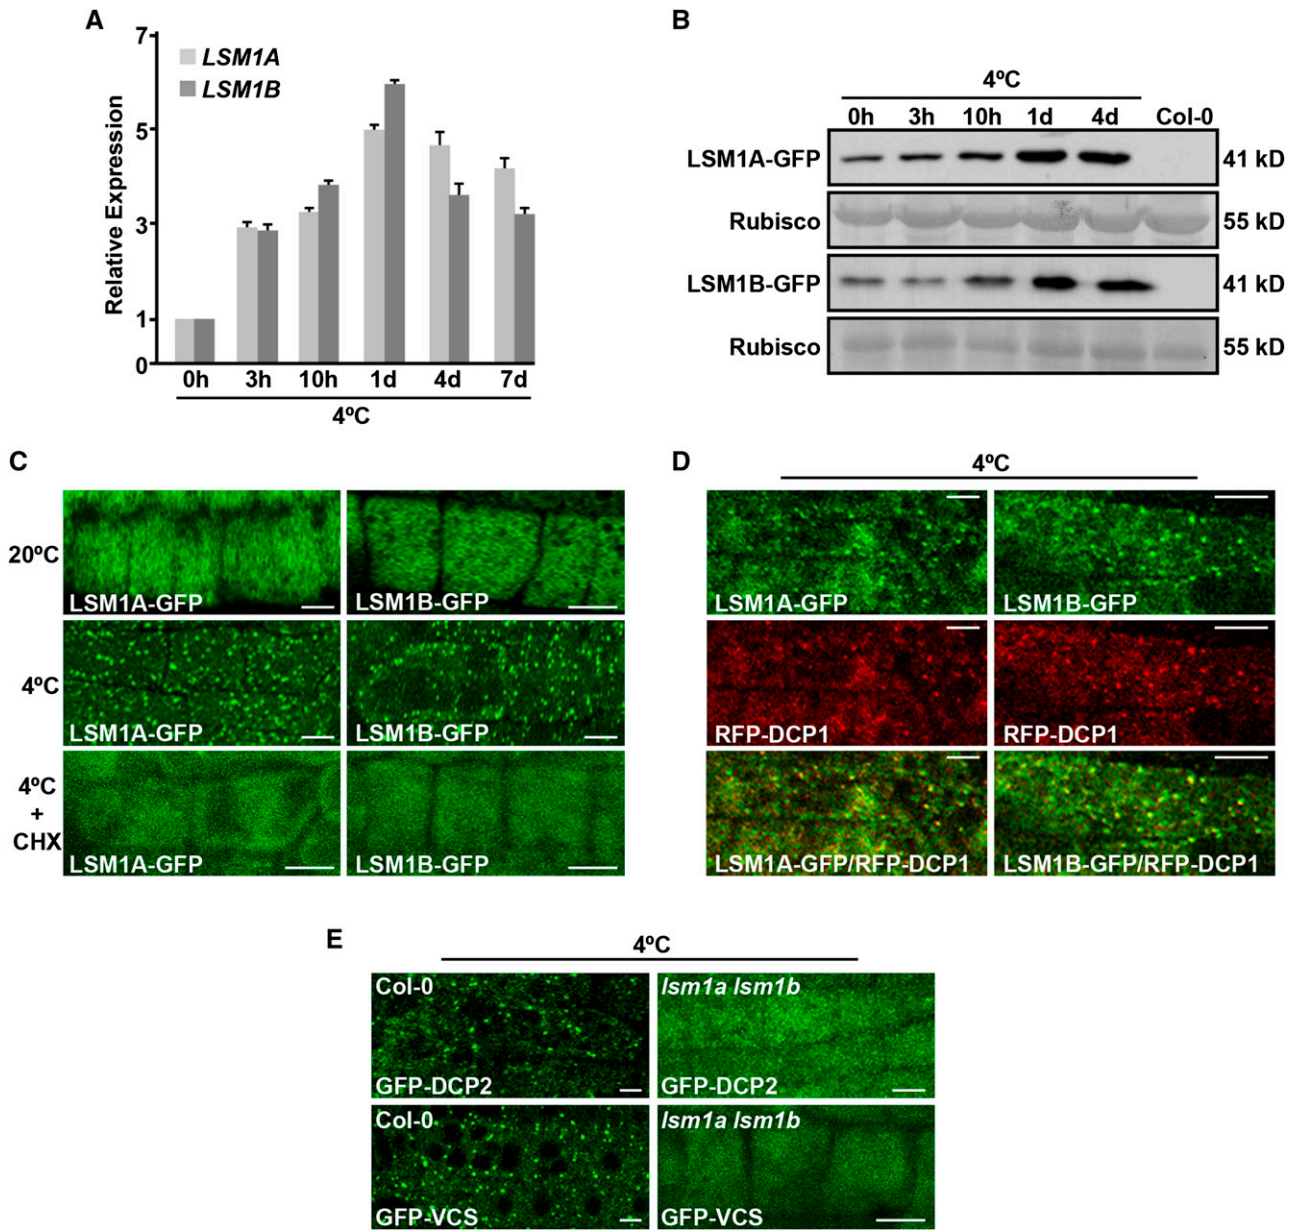 A
7
5
3
1
0
Relative Expression
LSM1A
LSM1B
0h 3h 10h 1d 4d 7d
4ºC
B
4ºC
0h 3h 10h 1d 4d Col-0
LSM1A-GFP 41 kD
Rubisco 55 kD
LSM1B-GFP 41 kD
Rubisco 55 kD
C
20ºC
LSM1A-GFP LSM1B-GFP
4ºC
LSM1A-GFP LSM1B-GFP
4ºC
+
CHX
LSM1A-GFP LSM1B-GFP
D
4ºC
LSM1A-GFP LSM1B-GFP
RFP-DCP1 RFP-DCP1
LSM1A-GFP/RFP-DCP1 LSM1B-GFP/RFP-DCP1
E
4ºC
Col-0 lsm1a lsm1b
GFP-DCP2 GFP-DCP2
Col-0 lsm1a lsm1b
GFP-VCS GFP-VCS